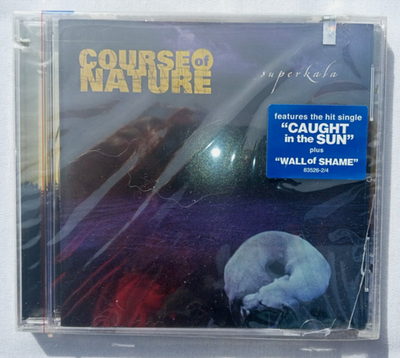 COURSE of
NATURE
superkala
features the hit single
"CAUGHT
in the SUN"
plus
"WALL of SHAME"
83526-2/4